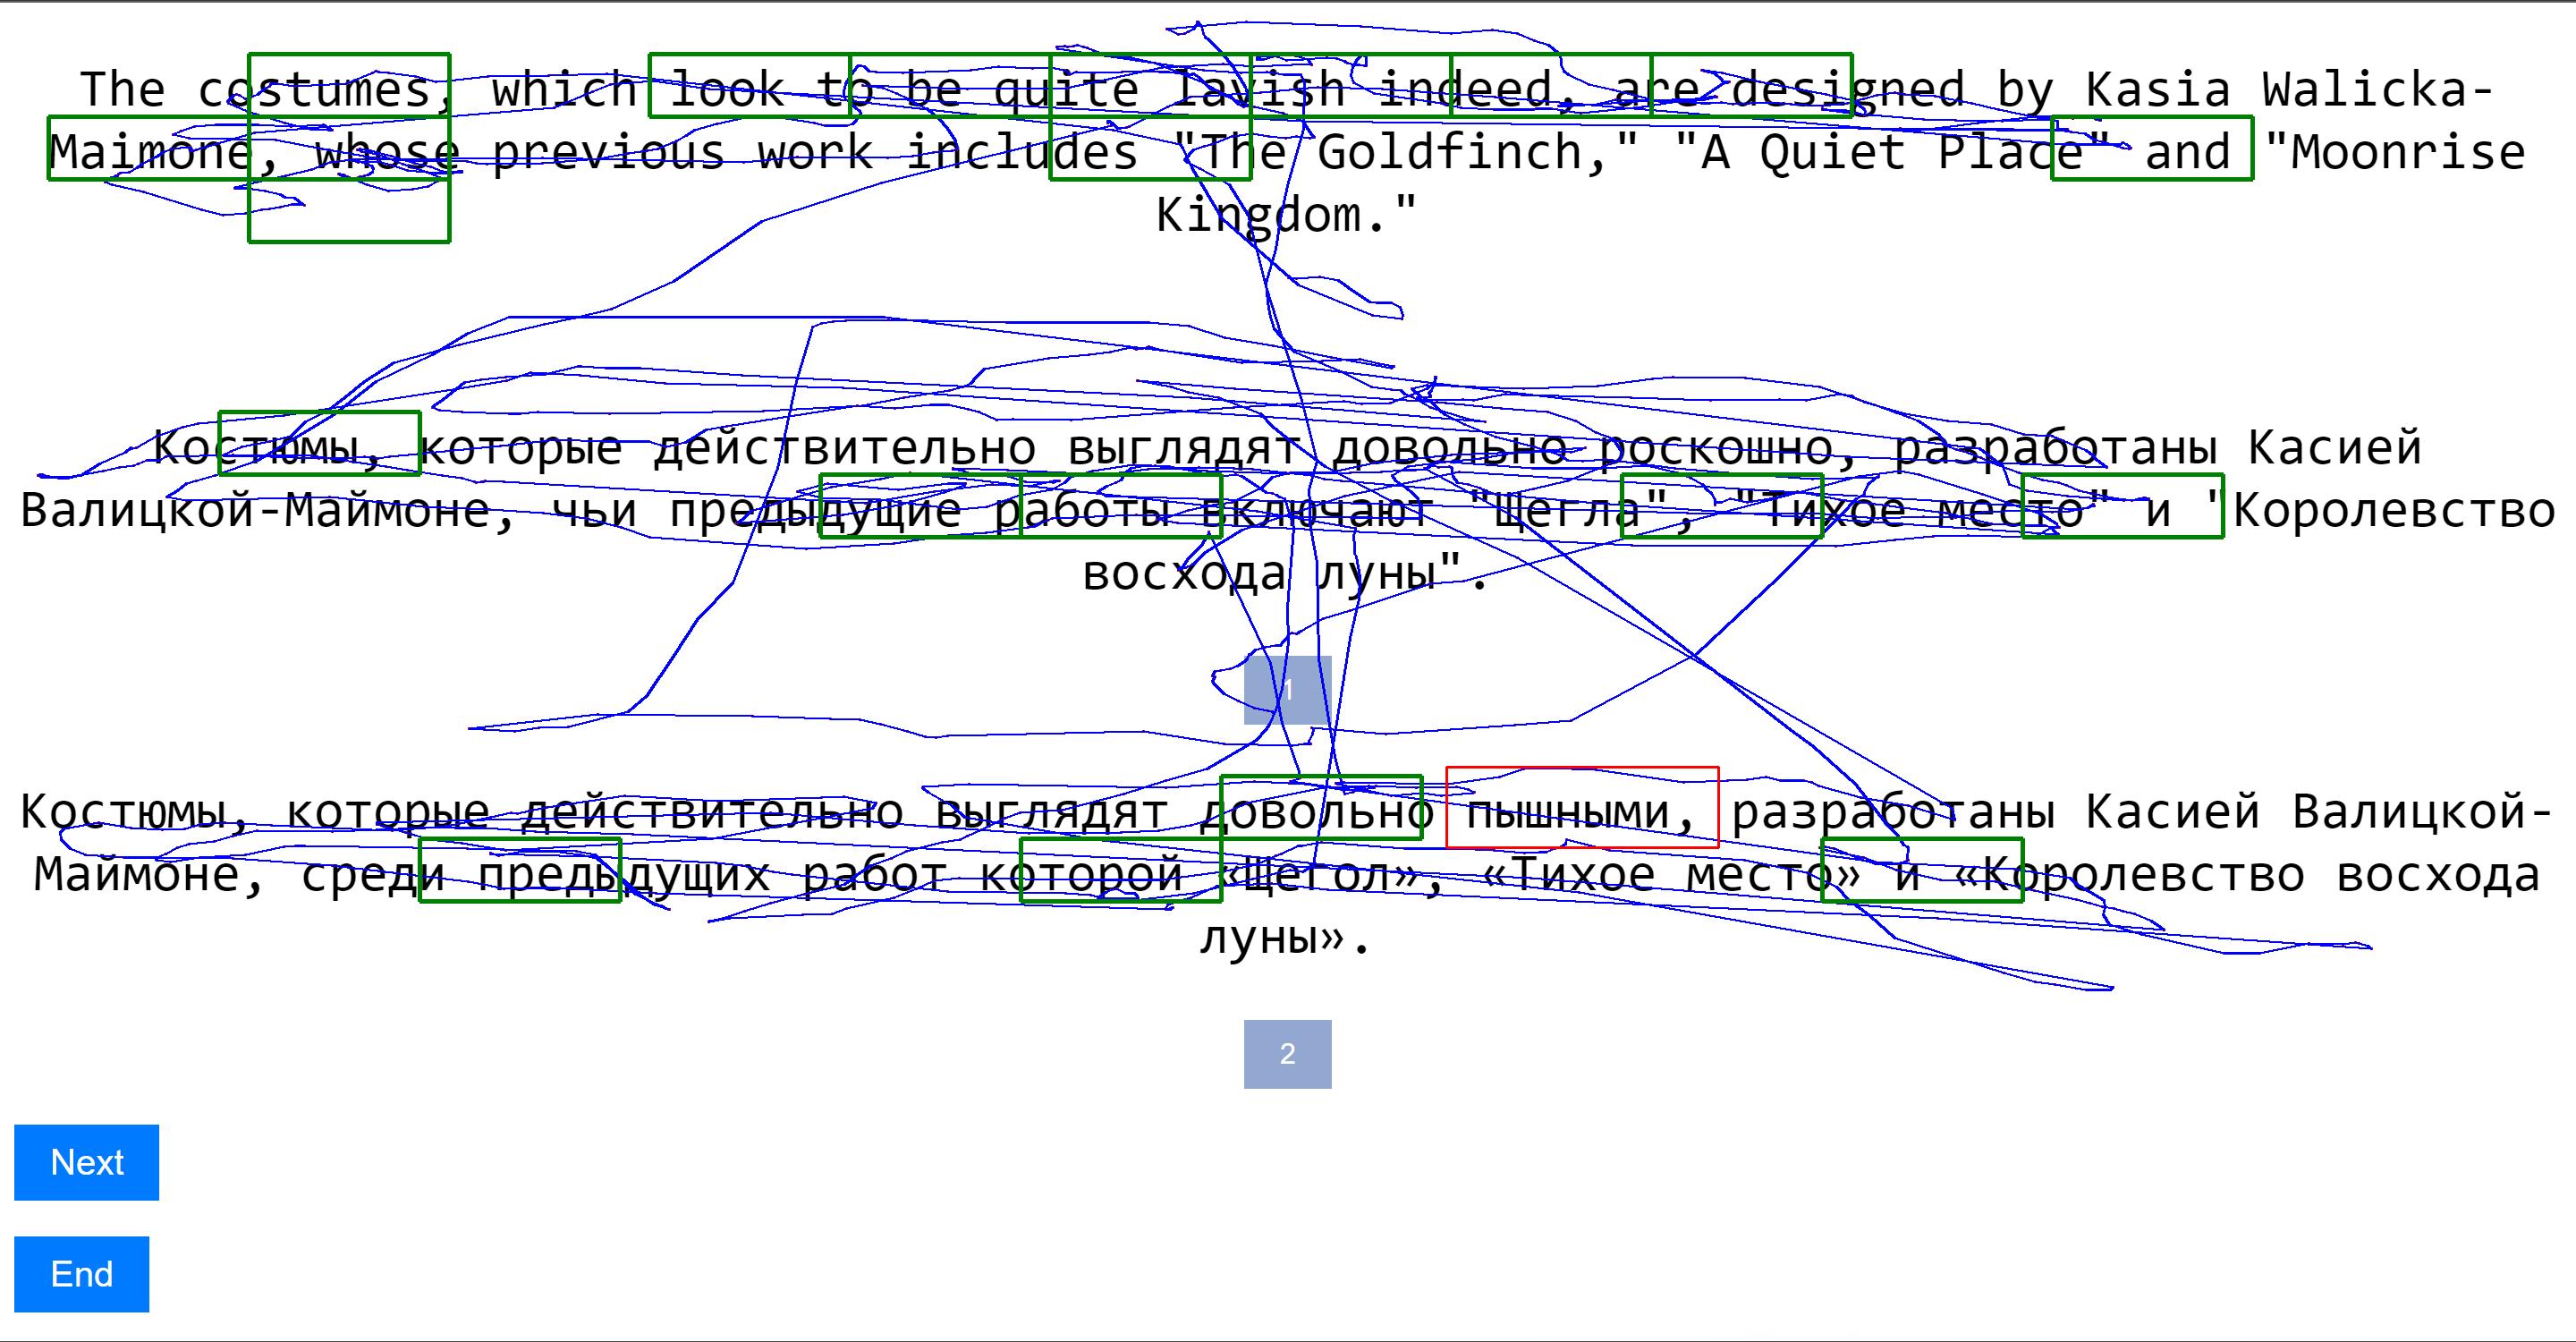 The costumes, which look to be quite lavish indeed, are designed by Kasia Walicka-
Maimone, whose previous work includes "The Goldfinch," "A Quiet Place" and "Moonrise
Kingdom."
Костюмы, которые действительно выглядят довольно роскошно, разработаны Касией
Валицкой-Маймоне, чьи предыдущие работы включают "Щегла", "Тихое место" и "Королевство
восхода луны".
1
Костюмы, которые действительно выглядят довольно пышными, разработаны Касией Валицкой-
Маймоне, среди предыдущих работ которой «Щегол», «Тихое место» и «Королевство восхода
луны».
2
Next
End